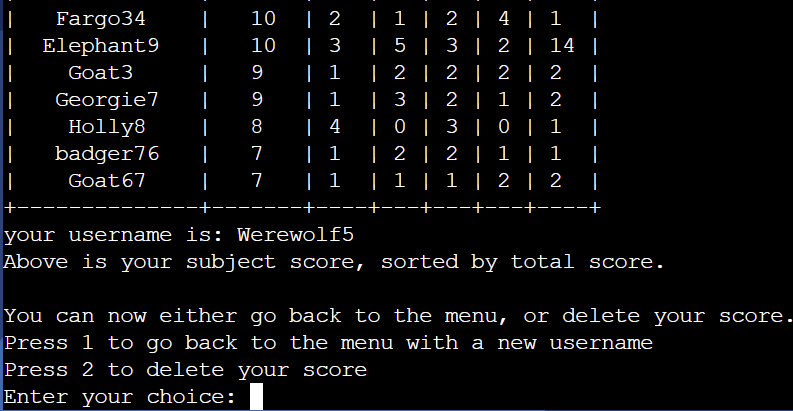 | Fargo34 | 10 | 2 | 1 | 2 | 4 | 1 |
| Elephant9 | 10 | 3 | 5 | 3 | 2 | 14 |
| Goat3 | 9 | 1 | 2 | 2 | 2 | 2 |
| Georgie7 | 9 | 1 | 3 | 2 | 1 | 2 |
| Holly8 | 8 | 4 | 0 | 3 | 0 | 1 |
| badger76 | 7 | 1 | 2 | 2 | 1 | 1 |
| Goat67 | 7 | 1 | 1 | 1 | 2 | 2 |
+--------------+-------+----+---+---+---+----+
your username is: Werewolf5
Above is your subject score, sorted by total score.
You can now either go back to the menu, or delete your score.
Press 1 to go back to the menu with a new username
Press 2 to delete your score
Enter your choice: